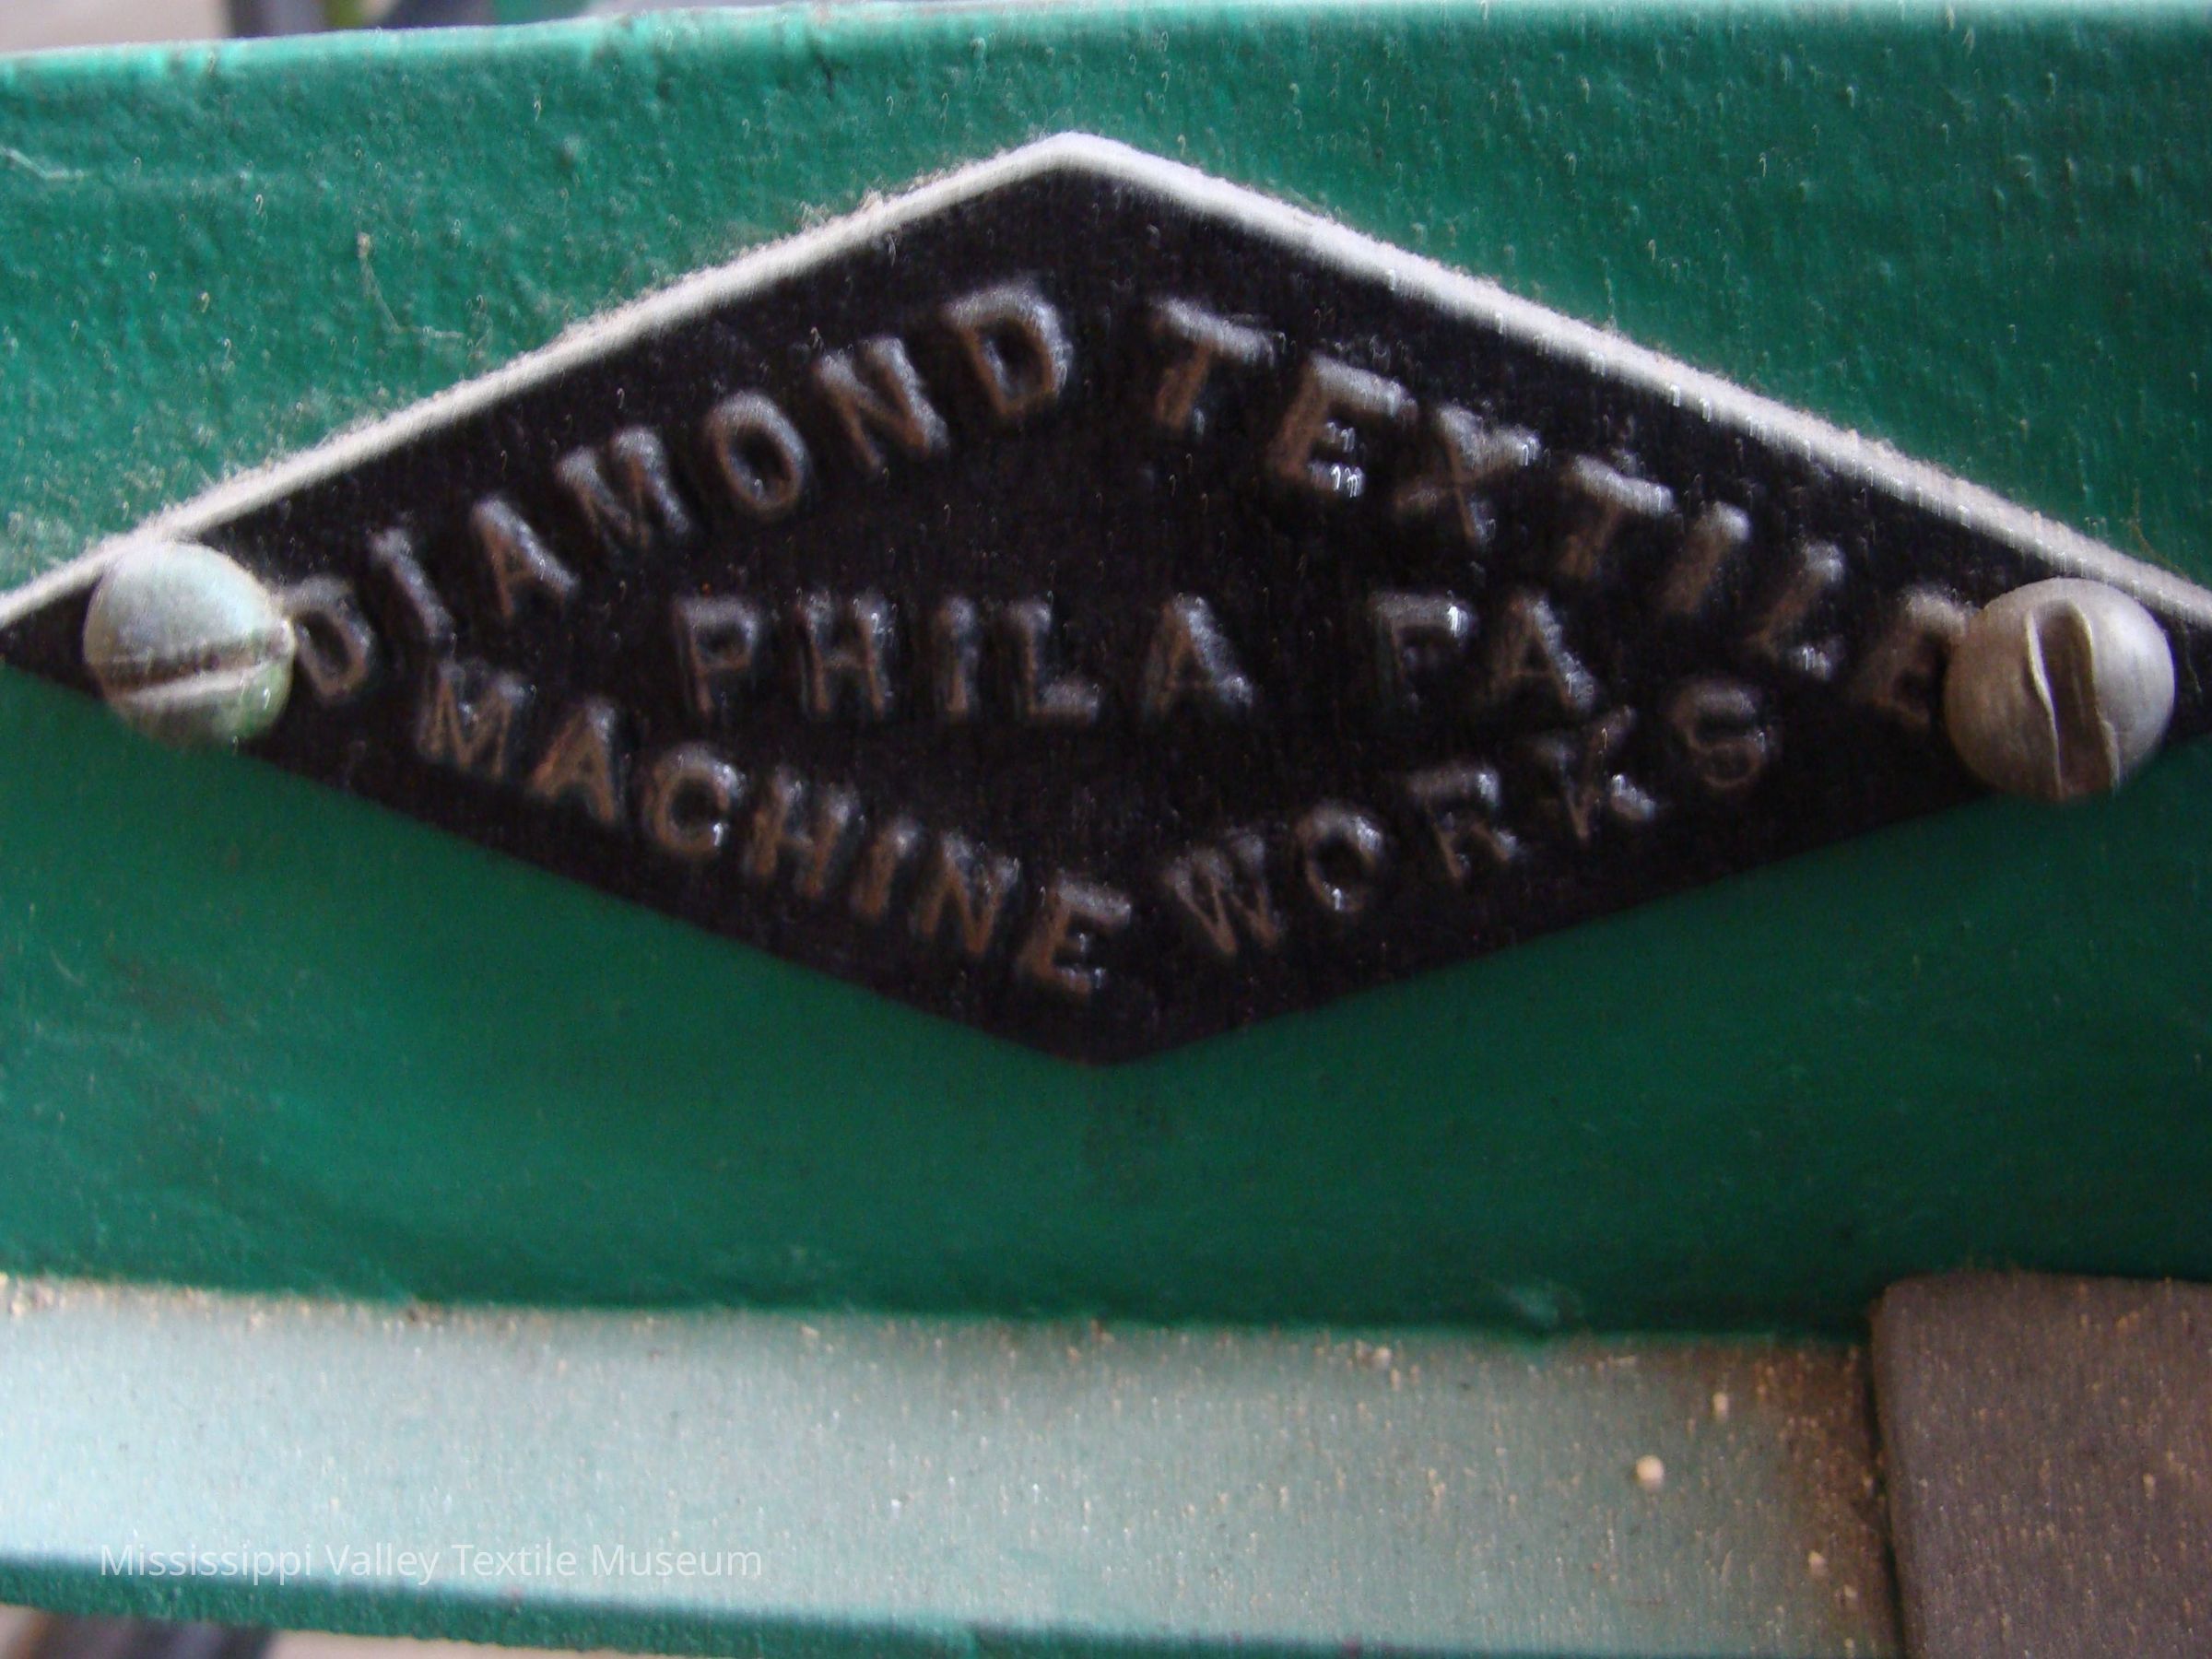 DIAMOND TEXTILE
PHILA PA
MACHINE WORKS
Mississippi Valley Textile Museum